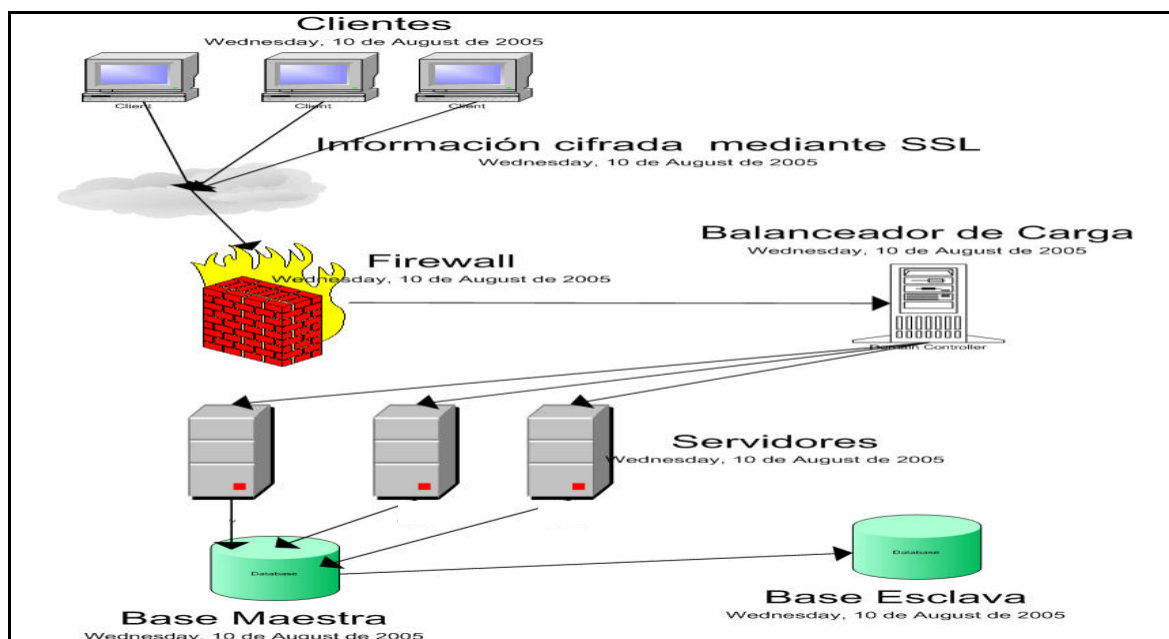 Clientes
Wednesday, 10 de August de 2005
Client
Client
Client
Información cifrada mediante SSL
Wednesday, 10 de August de 2005
Balanceador de Carga
Wednesday, 10 de August de 2005
Firewall
Wednesday, 10 de August de 2005
Domain Controller
Servidores
Wednesday, 10 de August de 2005
Database
Database
Base Esclava
Wednesday, 10 de August de 2005
Base Maestra
Wednesday, 10 de August de 2005